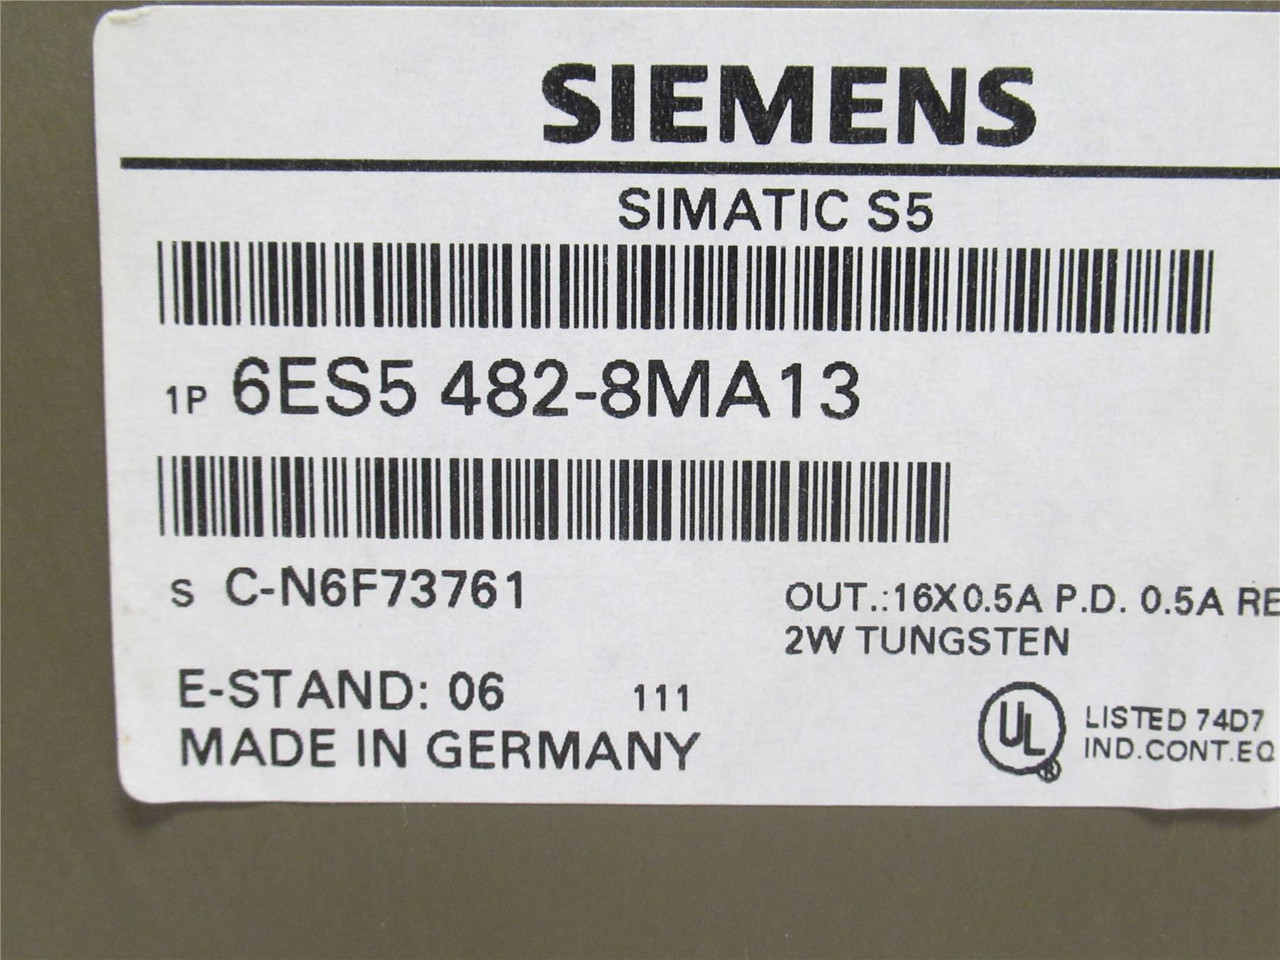 SIEMENS
SIMATIC S5
1P 6ES5 482-8MA13
S C-N6F73761
OUT.:16X0.5A P.D. 0.5A RE
2W TUNGSTEN
E-STAND: 06 111
MADE IN GERMANY
UL
®
LISTED 74D7
IND.CONT.EQ